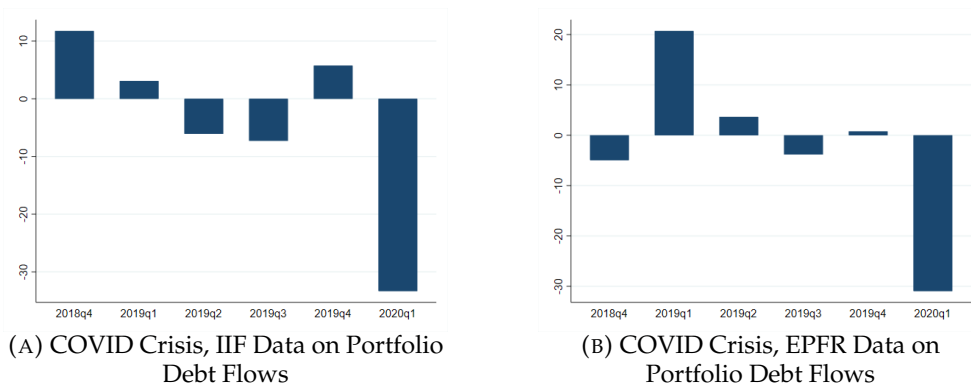 10
0
-10
-20
-30
2018q4 2019q1 2019q2 2019q3 2019q4 2020q1
(A) COVID Crisis, IIF Data on Portfolio
Debt Flows
20
10
0
-10
-20
-30
2018q4 2019q1 2019q2 2019q3 2019q4 2020q1
(B) COVID Crisis, EPFR Data on
Portfolio Debt Flows